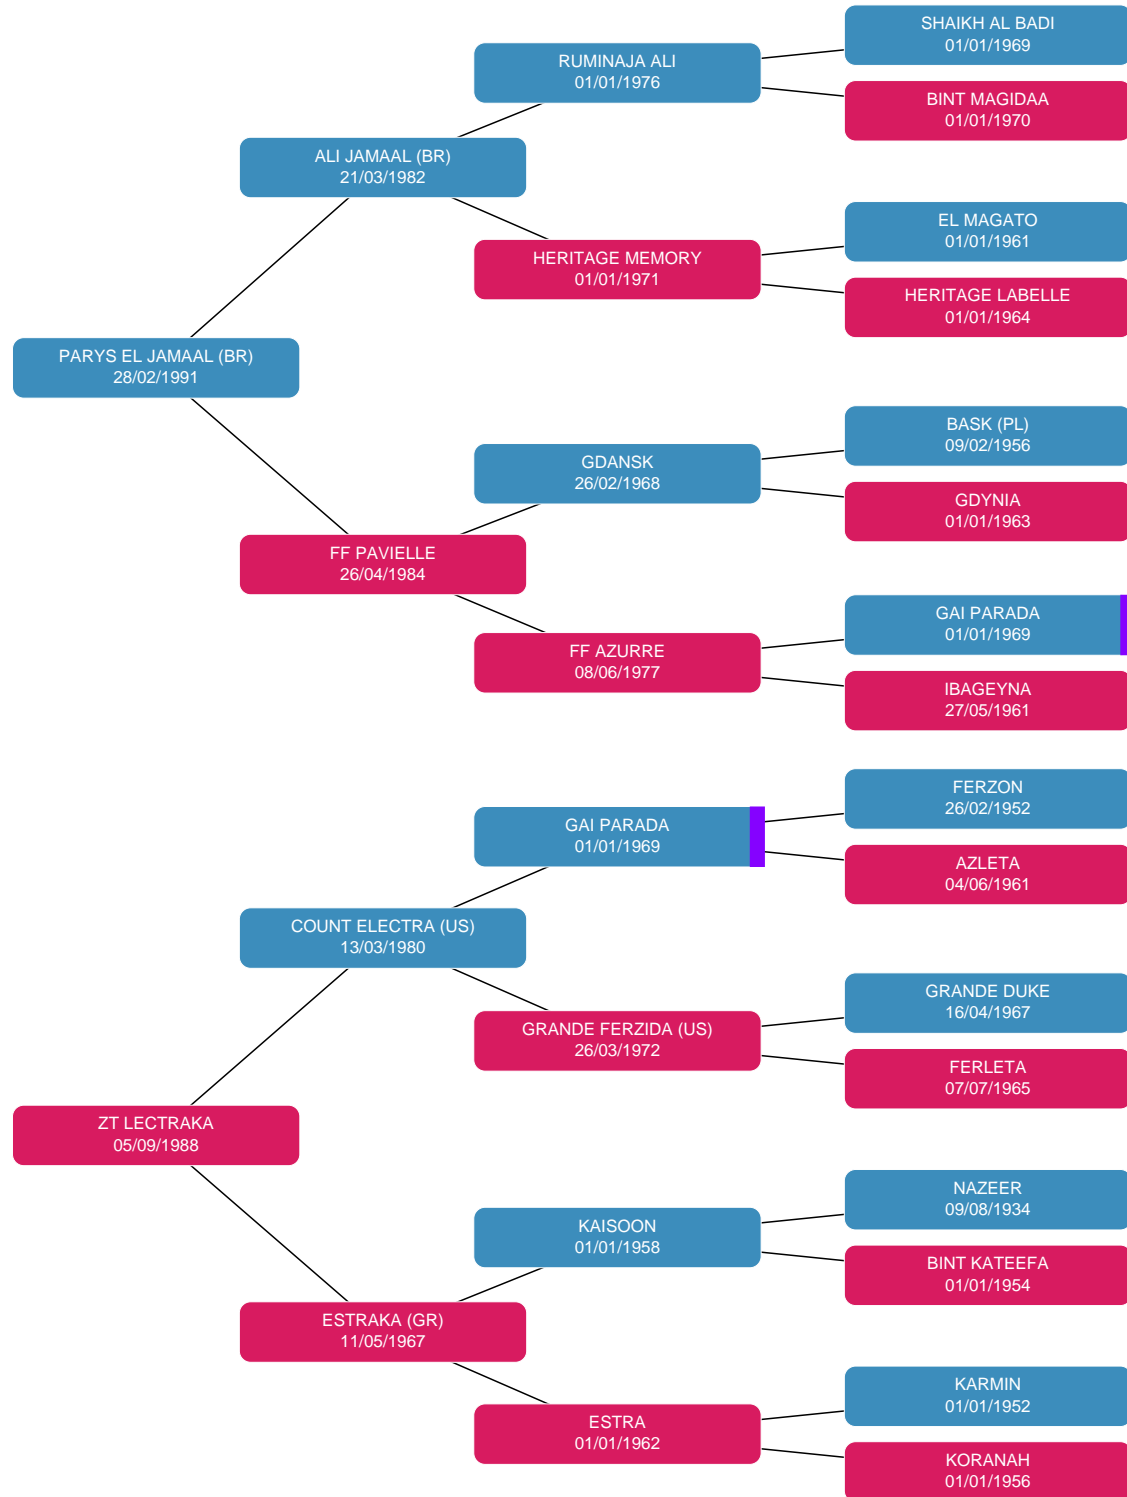 SHAIKH AL BADI
01/01/1969
RUMINAJA ALI
01/01/1976
BINT MAGIDAA
01/01/1970
ALI JAMAAL (BR)
21/03/1982
EL MAGATO
01/01/1961
HERITAGE MEMORY
01/01/1971
HERITAGE LABELLE
01/01/1964
PARYS EL JAMAAL (BR)
28/02/1991
BASK (PL)
09/02/1956
GDANSK
26/02/1968
GDYNIA
01/01/1963
FF PAVIELLE
26/04/1984
GAI PARADA
01/01/1969
FF AZURRE
08/06/1977
IBAGEYNA
27/05/1961
FERZON
26/02/1952
GAI PARADA
01/01/1969
AZLETA
04/06/1961
COUNT ELECTRA (US)
13/03/1980
GRANDE DUKE
16/04/1967
GRANDE FERZIDA (US)
26/03/1972
FERLETA
07/07/1965
ZT LECTRAKA
05/09/1988
NAZEER
09/08/1934
KAISOON
01/01/1958
BINT KATEEFA
01/01/1954
ESTRAKA (GR)
11/05/1967
KARMIN
01/01/1952
ESTRA
01/01/1962
KORANAH
01/01/1956